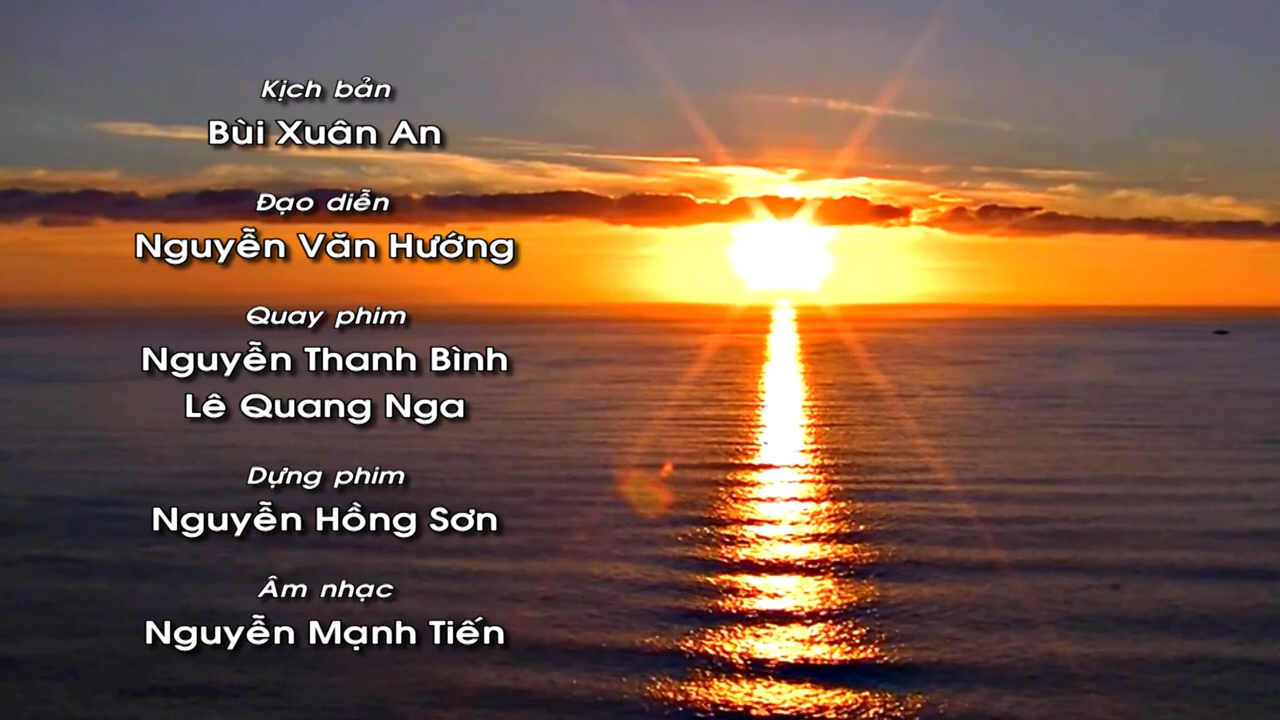 Kịch bản
Bùi Xuân An
Đạo diễn
Nguyễn Văn Hướng
Quay phim
Nguyễn Thanh Bình
Lê Quang Nga
Dựng phim
Nguyễn Hồng Sơn
Âm nhạc
Nguyễn Mạnh Tiến